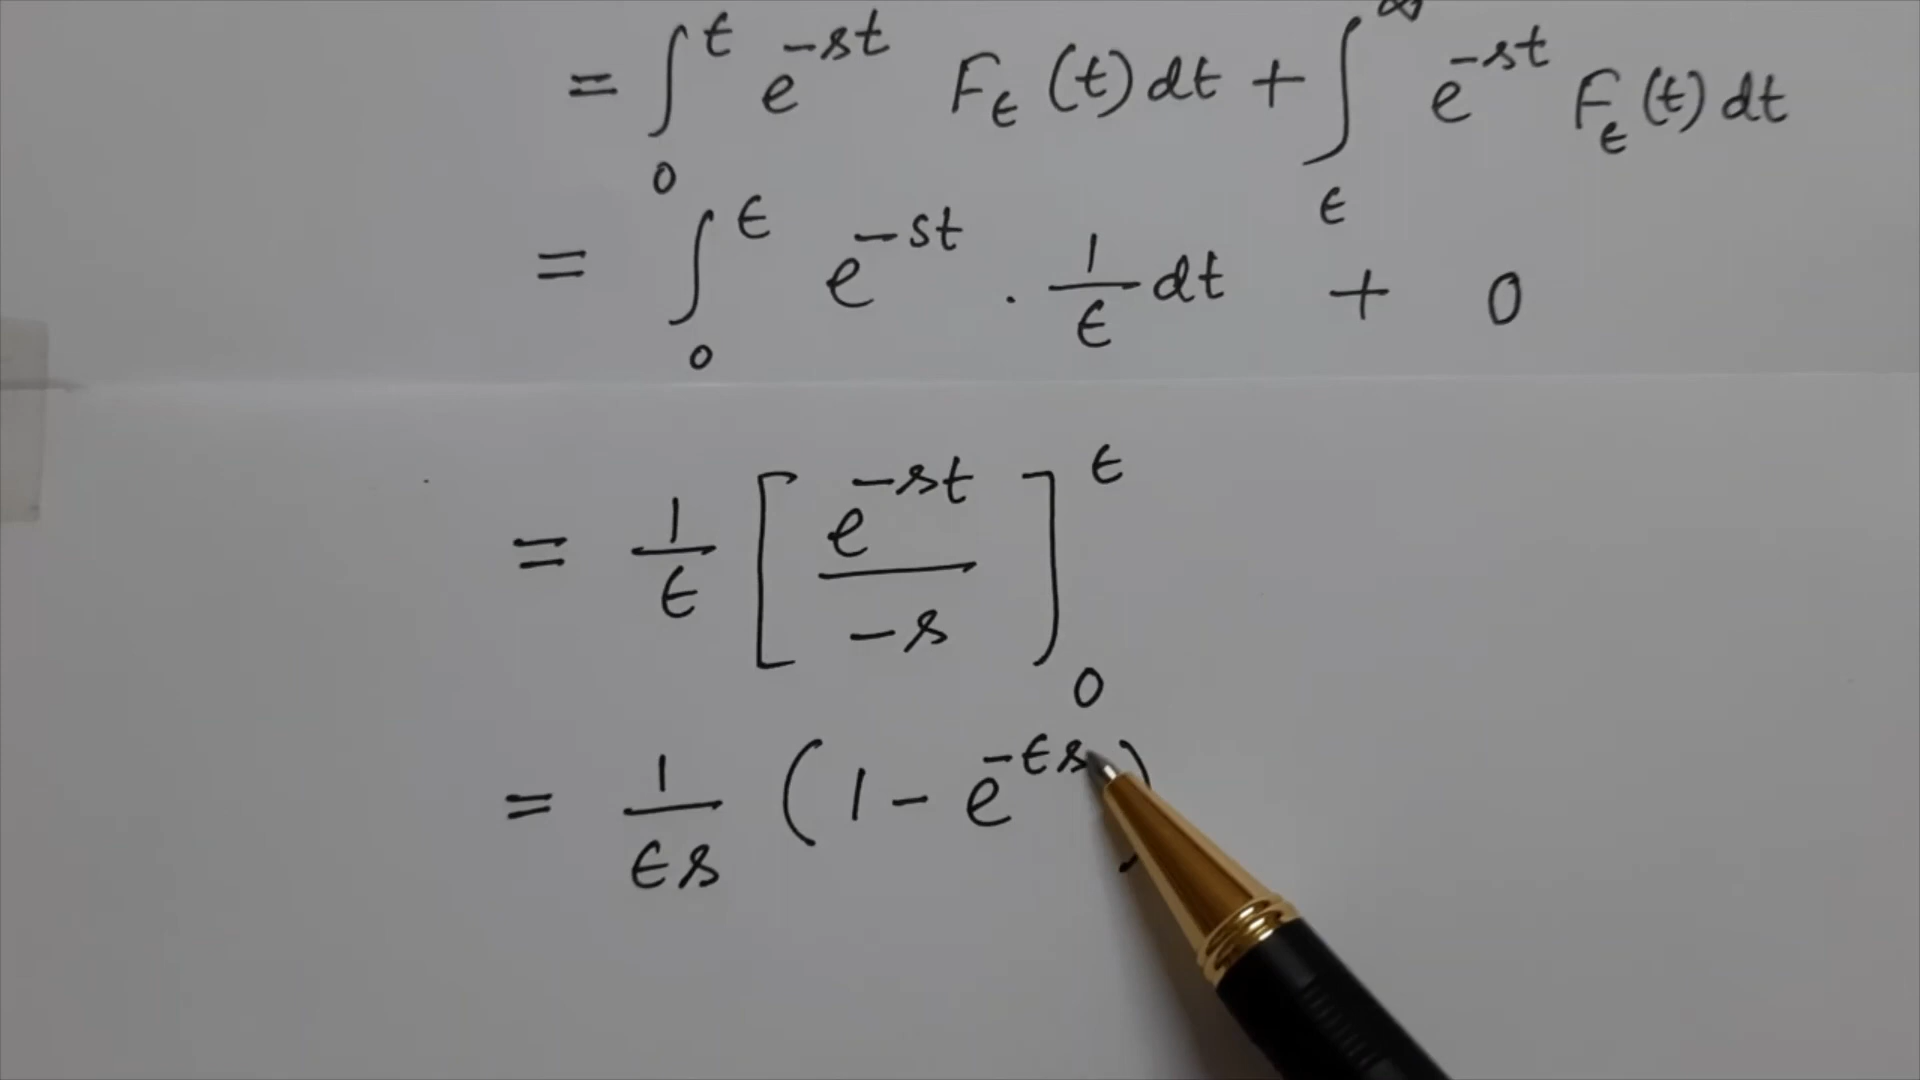 = ∫₀^ϵ e^{-st} F_ϵ (t) dt + ∫_ϵ^∞ e^{-st} F_ϵ (t) dt
= ∫₀^ϵ e^{-st} . 1/ϵ dt + 0
= 1/ϵ [ e^{-st} / -s ]₀^ϵ
= 1/ϵs ( 1 - e^{-ϵs} )